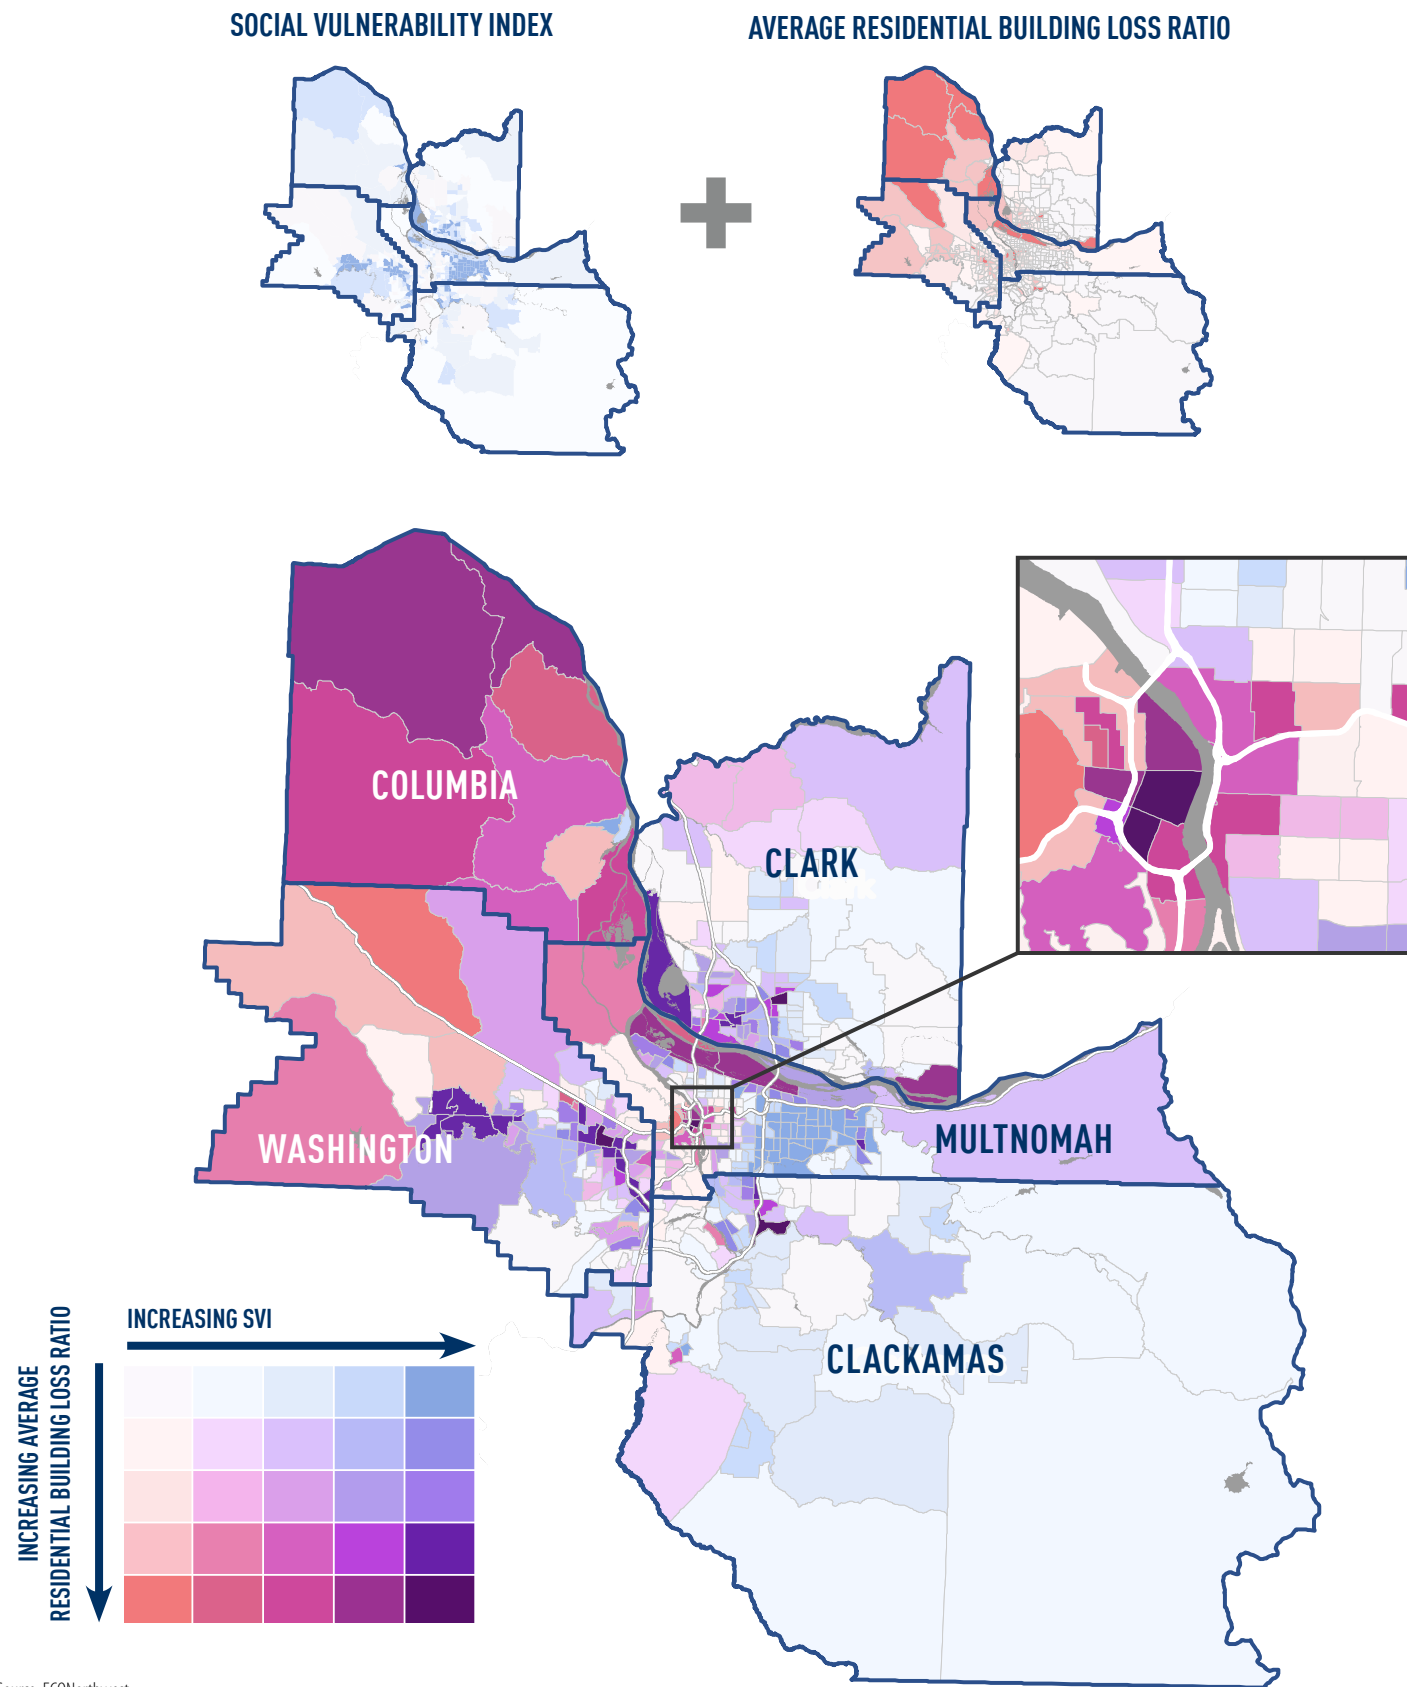 SOCIAL VULNERABILITY INDEX
AVERAGE RESIDENTIAL BUILDING LOSS RATIO
COLUMBIA
CLARK
WASHINGTON
MULTNOMAH
CLACKAMAS
INCREASING SVI
INCREASING AVERAGE
RESIDENTIAL BUILDING LOSS RATIO